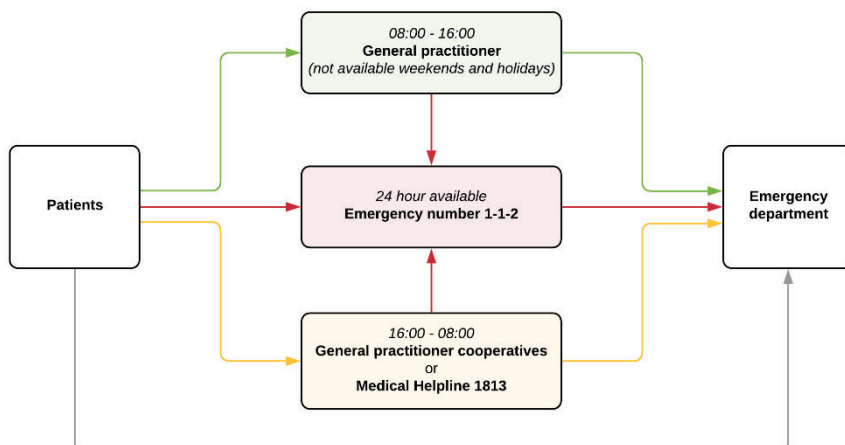 08:00 - 16:00
General practitioner
(not available weekends and holidays)
Patients
24 hour available
Emergency number 1-1-2
Emergency
department
16:00 - 08:00
General practitioner cooperatives
or
Medical Helpline 1813